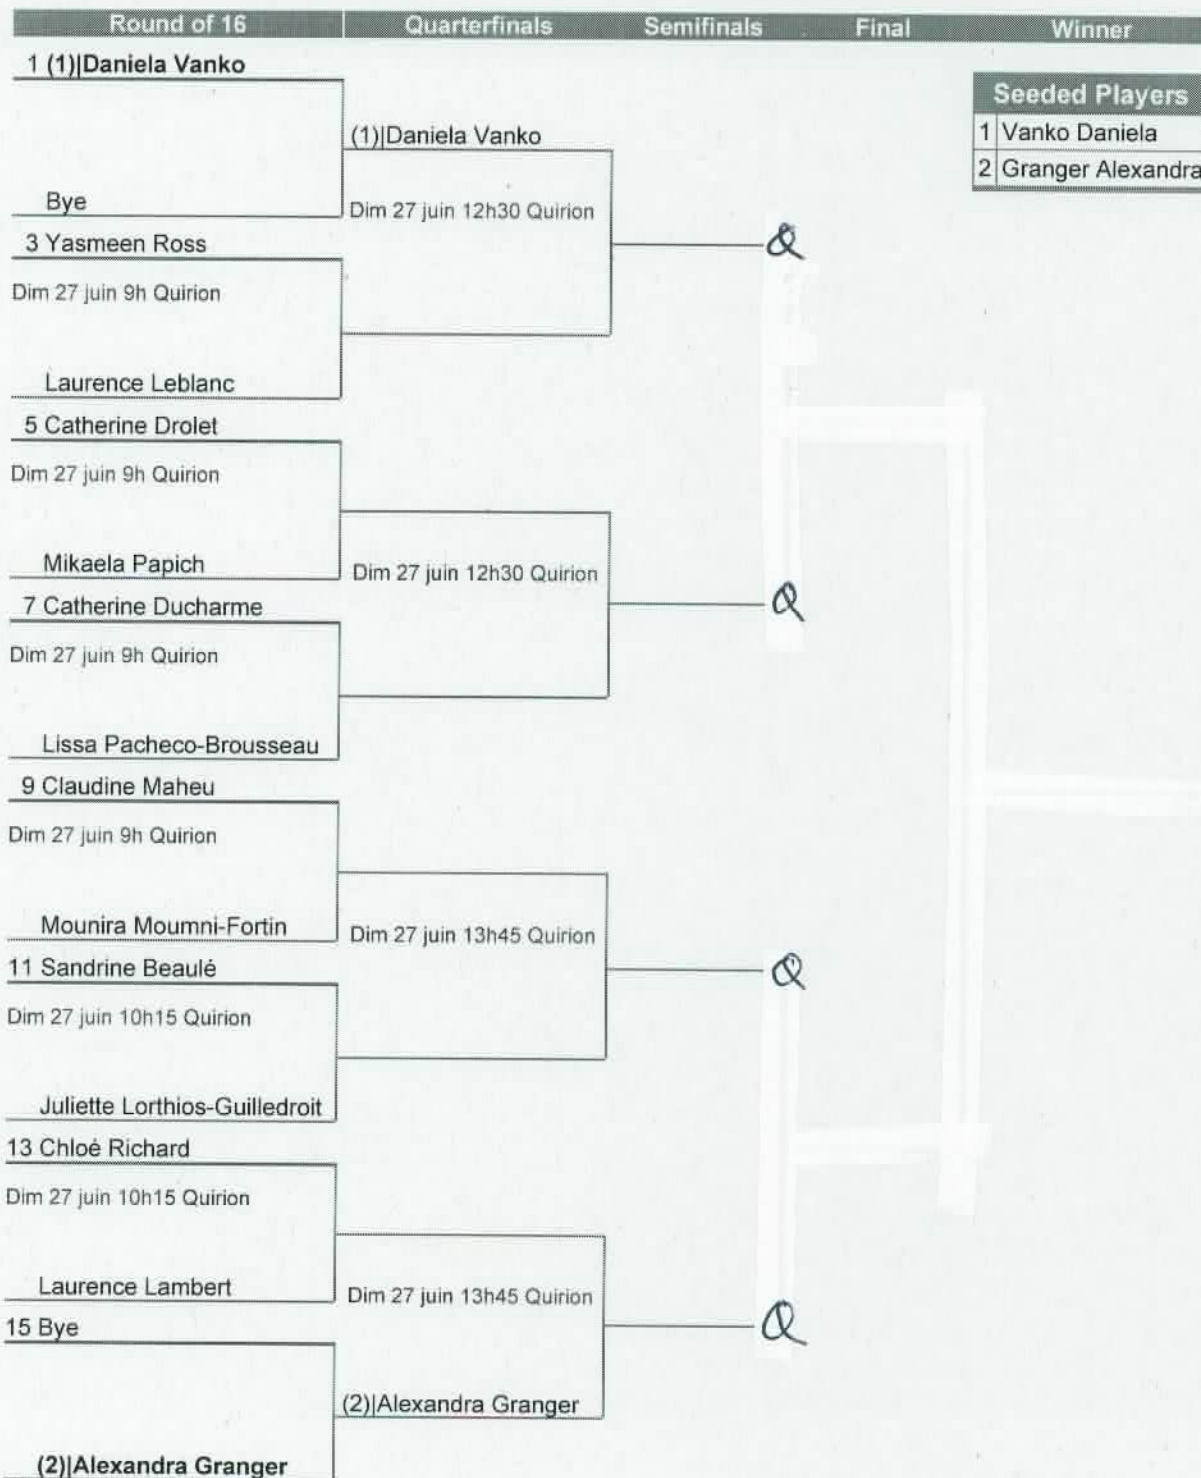 Round of 16 Quarterfinals Semifinals Final Winner
1 (1)|Daniela Vanko
Seeded Players
1 Vanko Daniela
2 Granger Alexandra
(1)|Daniela Vanko
Bye
Dim 27 juin 12h30 Quirion
3 Yasmeen Ross
Q
Dim 27 juin 9h Quirion
Laurence Leblanc
5 Catherine Drolet
Dim 27 juin 9h Quirion
Mikaela Papich
Dim 27 juin 12h30 Quirion
7 Catherine Ducharme
Q
Dim 27 juin 9h Quirion
Lissa Pacheco-Brousseau
9 Claudine Maheu
Dim 27 juin 9h Quirion
Mounira Moumni-Fortin
Dim 27 juin 13h45 Quirion
11 Sandrine Beaulé
Q
Dim 27 juin 10h15 Quirion
Juliette Lorthios-Guilledroit
13 Chloé Richard
Dim 27 juin 10h15 Quirion
Laurence Lambert
Dim 27 juin 13h45 Quirion
15 Bye
Q
(2)|Alexandra Granger
(2)|Alexandra Granger